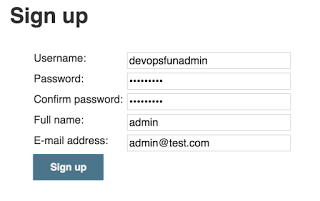 Sign up
Username: devopsfunadmin
Password: •••••••••
Confirm password: •••••••••
Full name: admin
E-mail address: admin@test.com
Sign up